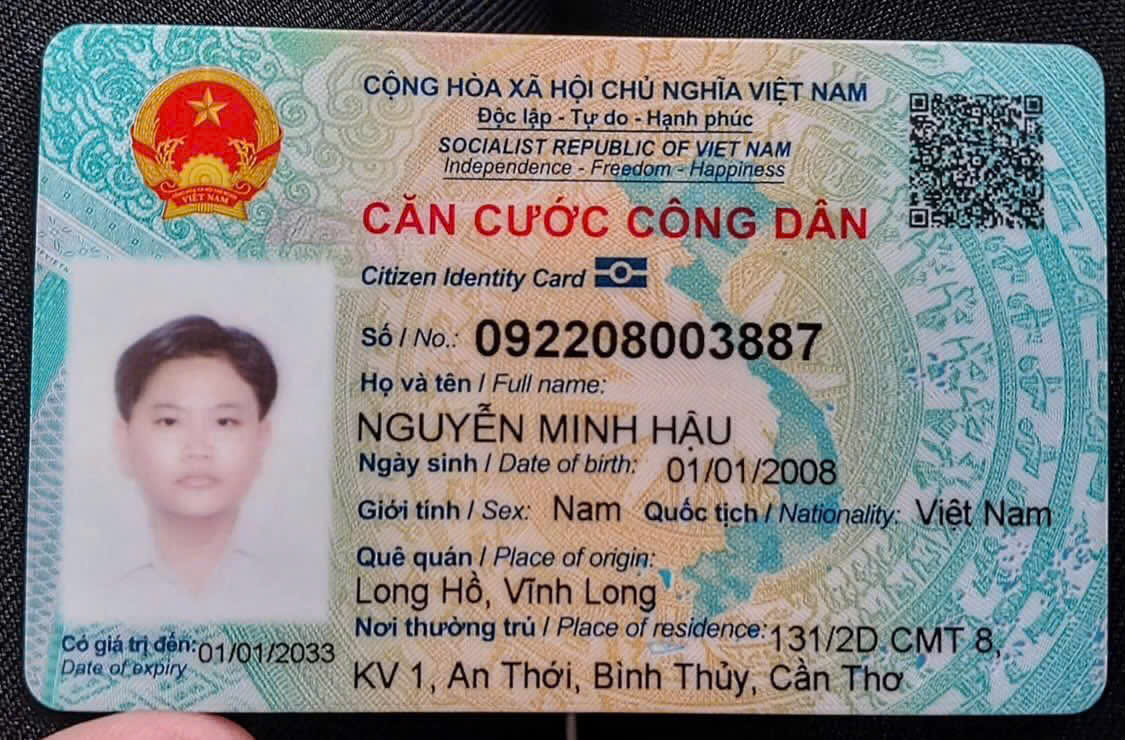 CỘNG HÒA XÃ HỘI CHỦ NGHĨA VIỆT NAM
Độc lập - Tự do - Hạnh phúc
SOCIALIST REPUBLIC OF VIET NAM
Independence - Freedom - Happiness
VIỆT NAM
CĂN CƯỚC CÔNG DÂN
Citizen Identity Card
Số / No.: 092208003887
Họ và tên / Full name:
NGUYỄN MINH HẬU
Ngày sinh / Date of birth: 01/01/2008
Giới tính / Sex: Nam Quốc tịch / Nationality: Việt Nam
Quê quán / Place of origin:
Long Hồ, Vĩnh Long
Nơi thường trú / Place of residence: 131/2D CMT 8,
KV 1, An Thới, Bình Thủy, Cần Thơ
Có giá trị đến: 01/01/2033
Date of expiry